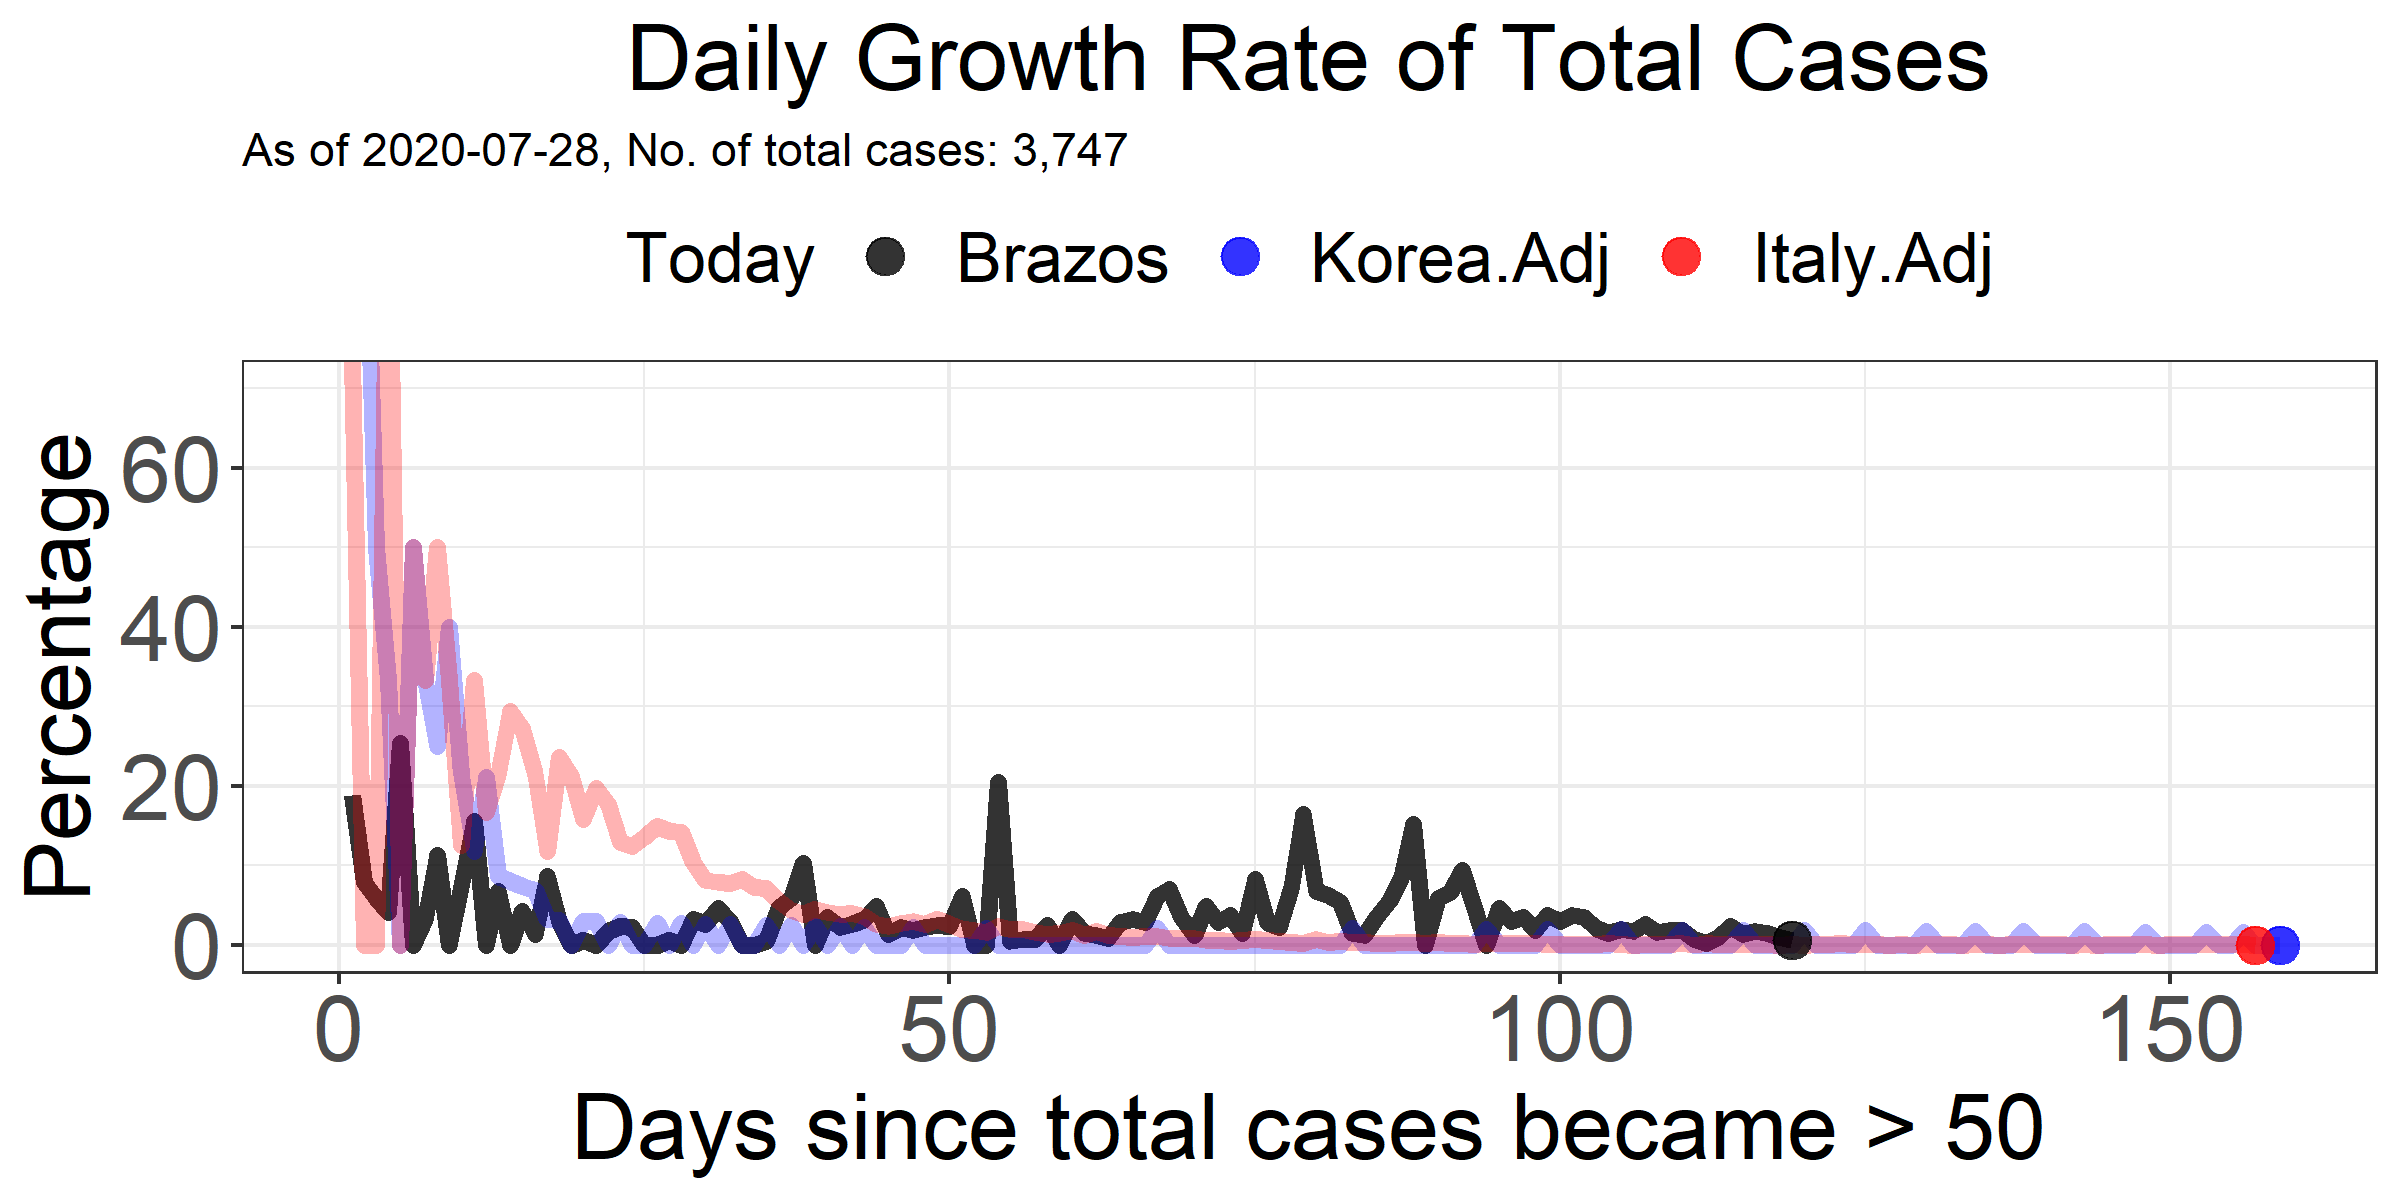 Daily Growth Rate of Total Cases
As of 2020-07-28, No. of total cases: 3,747
Today Brazos Korea.Adj Italy.Adj
Percentage
60
40
20
0
0 50 100 150
Days since total cases became > 50